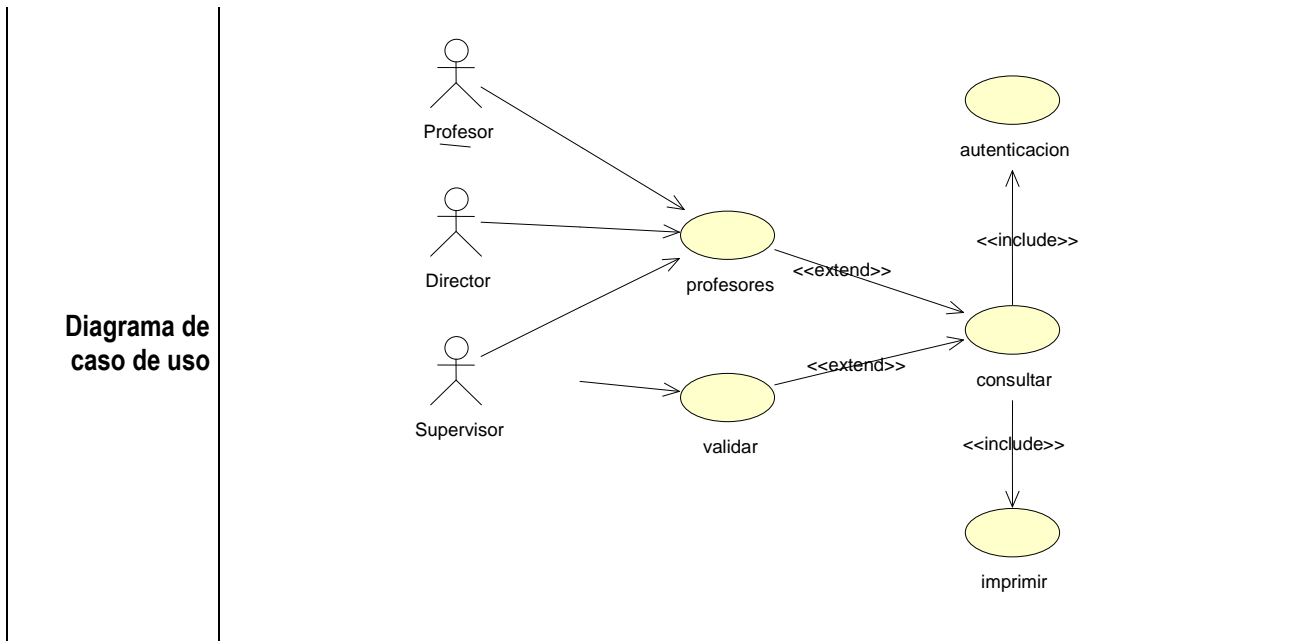 Profesor
autenticacion
<<include>>
Director
profesores
<<extend>>
Diagrama de
caso de uso
<<extend>>
consultar
Supervisor
validar
<<include>>
imprimir